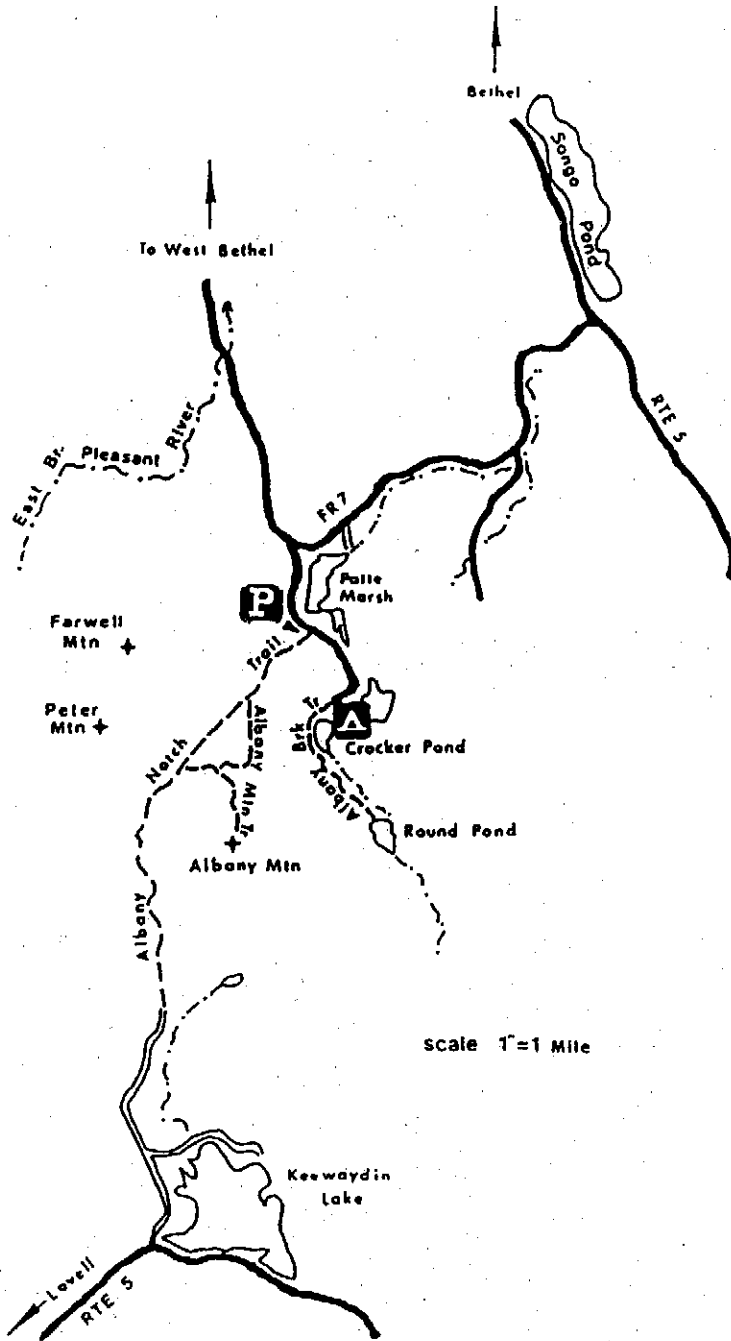 Bethel
Songo Pond
To West Bethel
RTE 5
East Br. Pleasant River
FR 7
Patte
Marsh
P
Farwell
Mtn
Trail
Peter
Mtn
Notch
Albany
Mtn Tr
Brk Tr
Albany
Crocker Pond
Round Pond
Albany Mtn
Albany
scale 1"=1 Mile
Keewaydin
Lake
Lovell
RTE 5